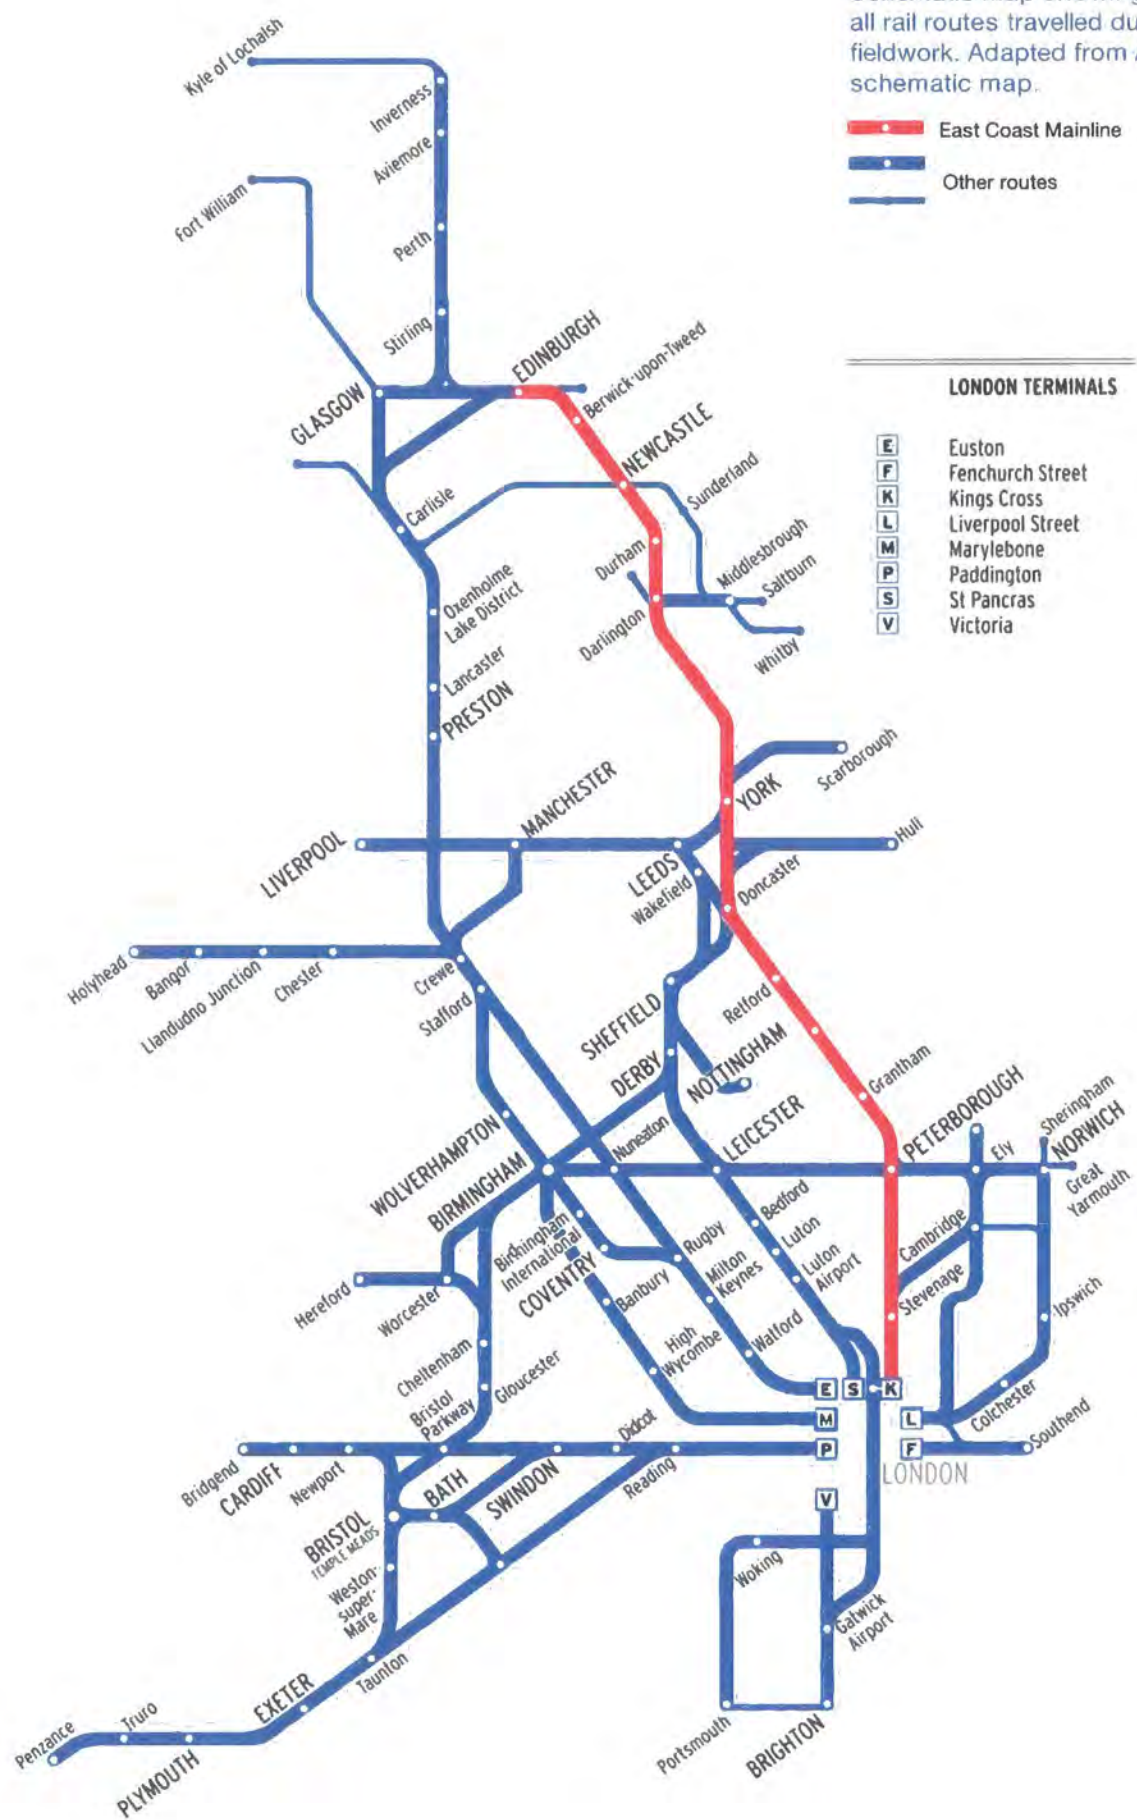 all rail routes travelled du
fieldwork. Adapted from
schematic map.
East Coast Mainline
Other routes
LONDON TERMINALS
E Euston
F Fenchurch Street
K Kings Cross
L Liverpool Street
M Marylebone
P Paddington
S St Pancras
V Victoria
Kyle of Lochalsh
Inverness
Aviemore
Fort William
Perth
Stirling
EDINBURGH
Berwick-upon-Tweed
GLASGOW
NEWCASTLE
Sunderland
Carlisle
Durham
Middlesbrough
Saltburn
Oxenholme
Lake District
Darlington
Whitby
Lancaster
PRESTON
Scarborough
YORK
MANCHESTER
LIVERPOOL
Hull
LEEDS
Wakefield
Doncaster
Holyhead
Bangor
Llandudno Junction
Chester
Crewe
Stafford
Retford
SHEFFIELD
DERBY
NOTTINGHAM
Grantham
PETERBOROUGH
Sheringham
Ely
NORWICH
Great
Yarmouth
WOLVERHAMPTON
Nuneaton
LEICESTER
BIRMINGHAM
Birmingham
International
Bedford
Luton
Luton
Airport
Cambridge
Stevenage
COVENTRY
Rugby
Milton
Keynes
Banbury
Hereford
Worcester
Ipswich
Cheltenham
High
Wycombe
Watford
Gloucester
E S K
M L
P F
V
Colchester
Southend
LONDON
Bristol
Parkway
Didcot
Bridgend
CARDIFF
Newport
BATH
SWINDON
Reading
BRISTOL
TEMPLE MEADS
Weston-
Super-
Mare
Woking
Gatwick
Airport
Taunton
EXETER
Truro
Penzance
PLYMOUTH
Portsmouth
BRIGHTON